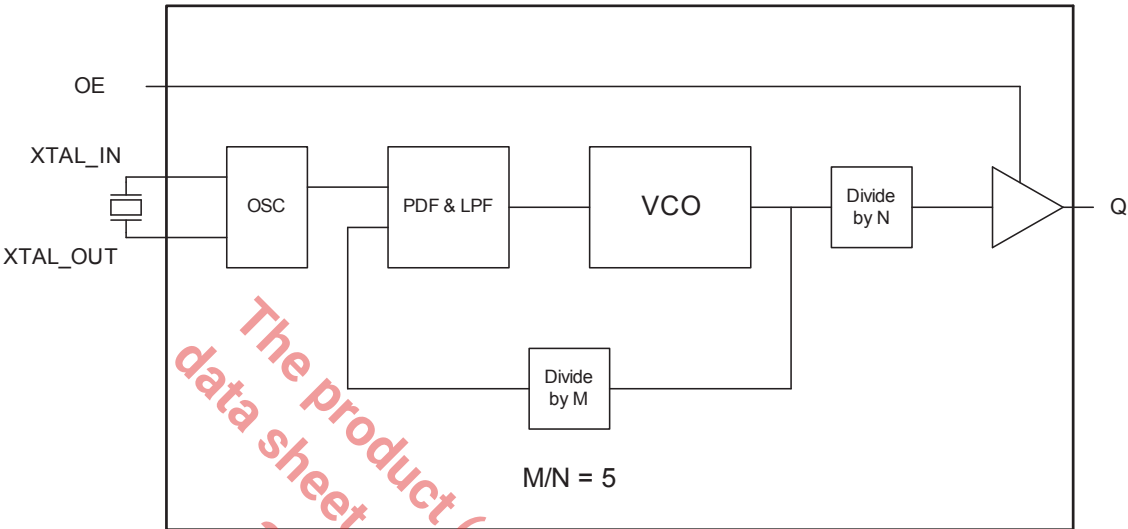 OE
XTAL_IN
XTAL_OUT
OSC
PDF & LPF
VCO
Divide
by N
Q
Divide
by M
M/N = 5
The product (
data sheet